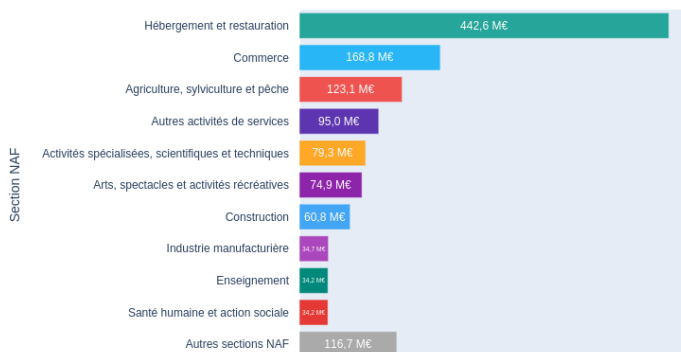 Section NAF
Hébergement et restauration 442,6 M€
Commerce 168,8 M€
Agriculture, sylviculture et pêche 123,1 M€
Autres activités de services 95,0 M€
Activités spécialisées, scientifiques et techniques 79,3 M€
Arts, spectacles et activités récréatives 74,9 M€
Construction 60,8 M€
Industrie manufacturière 34,7 M€
Enseignement 34,2 M€
Santé humaine et action sociale 34,2 M€
Autres sections NAF 116,7 M€